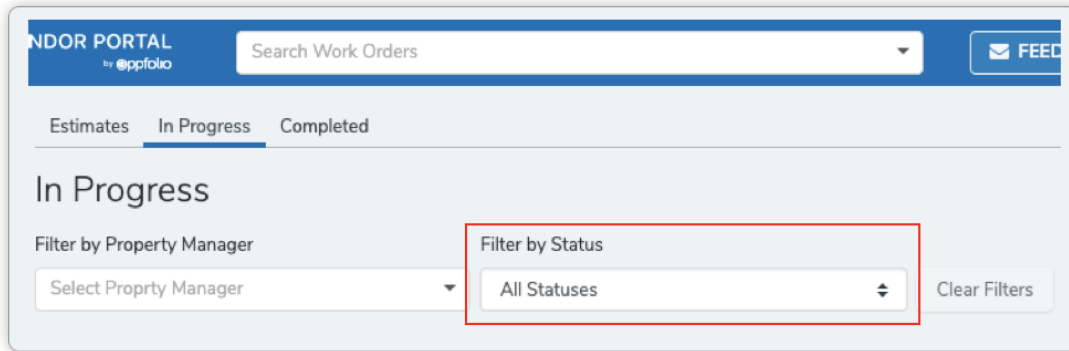 NDOR PORTAL
by appfolio
Search Work Orders
FEED
Estimates In Progress Completed
In Progress
Filter by Property Manager Filter by Status
Select Proprty Manager All Statuses Clear Filters